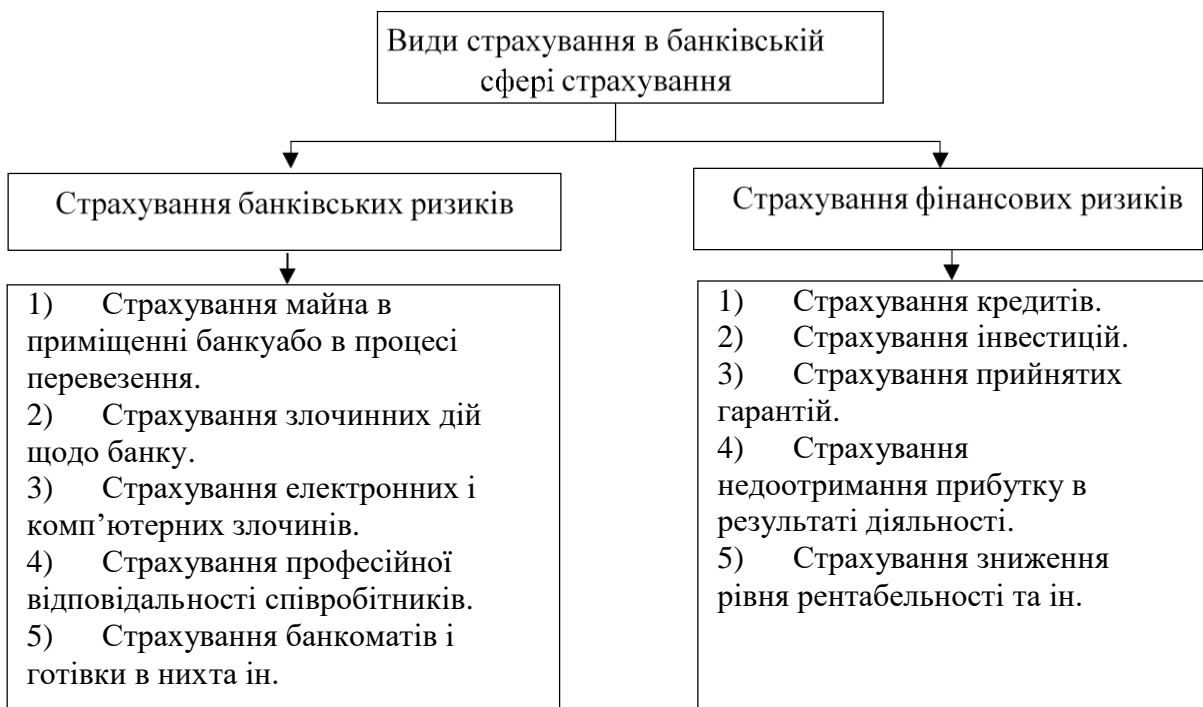 Види страхування в банківській
сфері страхування
Страхування банківських ризиків
Страхування фінансових ризиків
1) Страхування майна в
приміщенні банкуабо в процесі
перевезення.
2) Страхування злочинних дій
щодо банку.
3) Страхування електронних і
комп’ютерних злочинів.
4) Страхування професійної
відповідальності співробітників.
5) Страхування банкоматів і
готівки в нихта ін.
1) Страхування кредитів.
2) Страхування інвестицій.
3) Страхування прийнятих
гарантій.
4) Страхування
недоотримання прибутку в
результаті діяльності.
5) Страхування зниження
рівня рентабельності та ін.